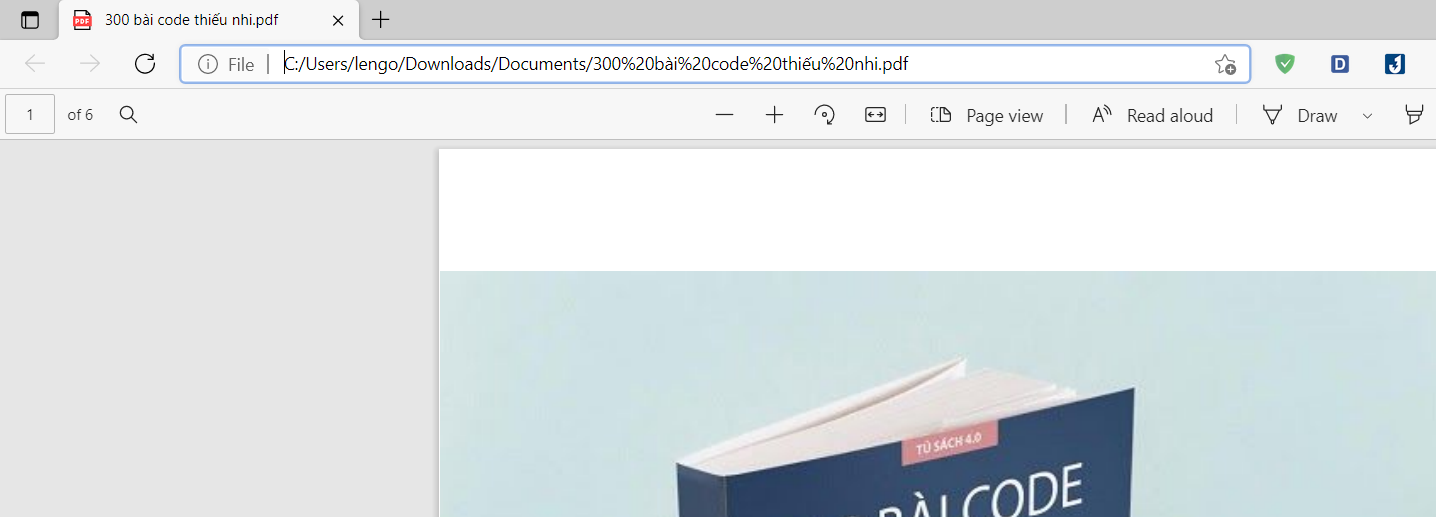 300 bài code thiếu nhi.pdf
File | C:/Users/lengo/Downloads/Documents/300%20bài%20code%20thiếu%20nhi.pdf
1 of 6 Page view Read aloud Draw
TỦ SÁCH 4.0
BÀI CODE